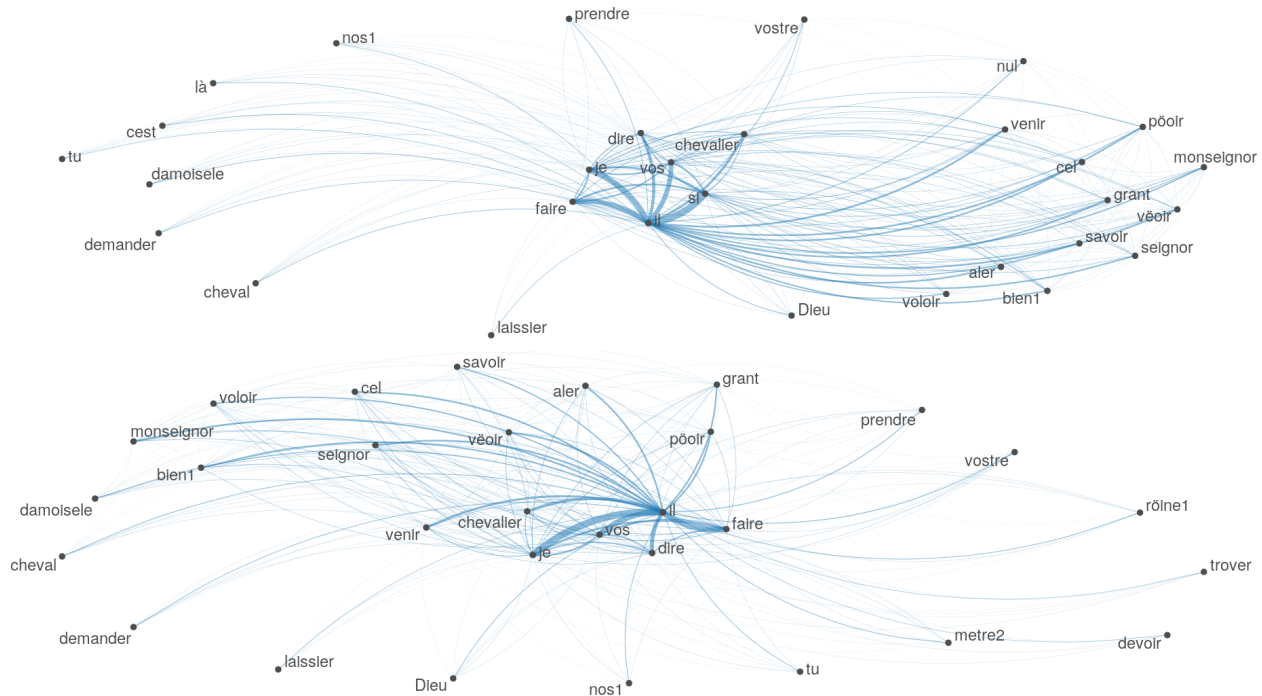 prendre
vostre
nos1
nul
là
cest
dire
chevalier
venir
pöoir
tu
damoisele
je
vos
cel
monseignor
faire
si
il
grant
vëoir
demander
savoir
seignor
cheval
aler
voloir
bien1
laissier
Dieu
savoir
cel
aler
grant
voloir
prendre
monseignor
vëoir
pöoir
seignor
vostre
bien1
damoisele
chevalier
il
faire
röine1
venir
vos
je
dire
cheval
trover
demander
metre2
devoir
laissier
Dieu
nos1
tu